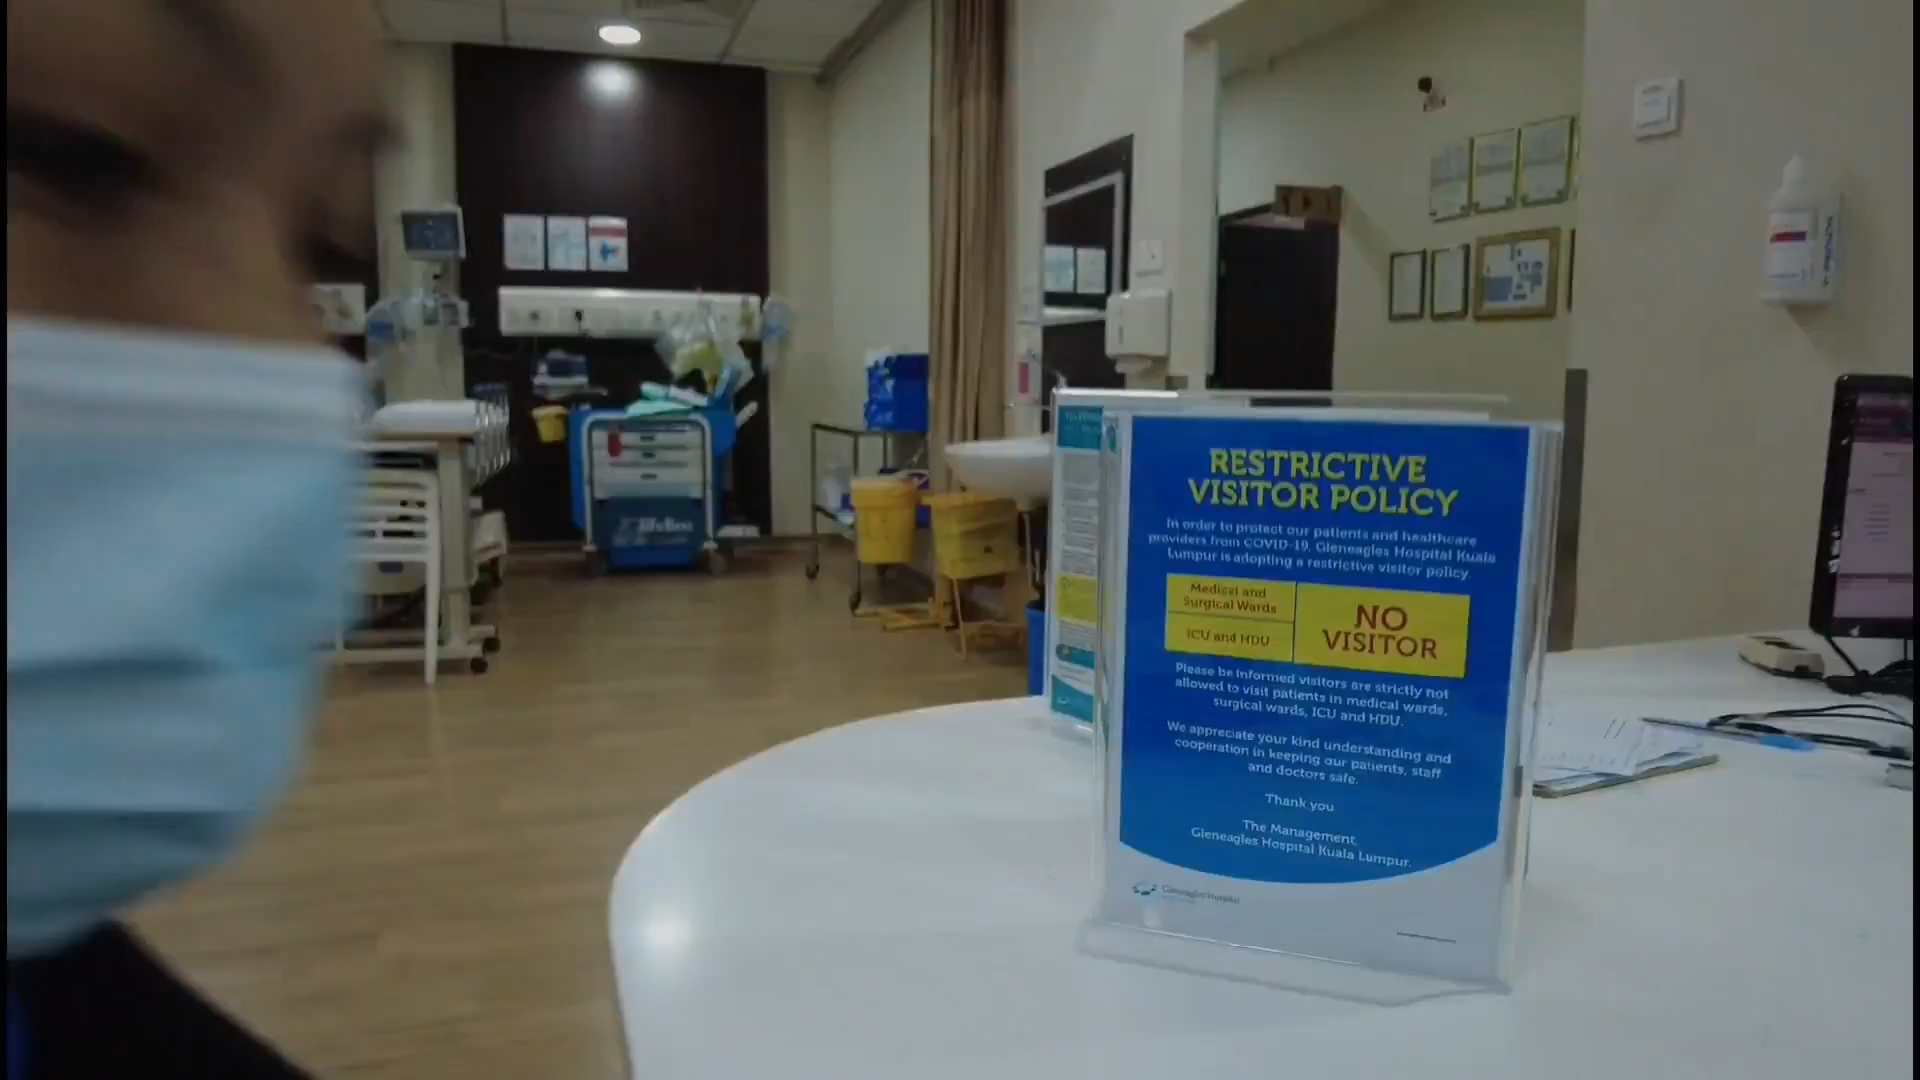 RESTRICTIVE
VISITOR POLICY
In order to protect our patients and healthcare
providers from COVID-19, Gleneagles Hospital Kuala
Lumpur is adopting a restrictive visitor policy.
Medical and
Surgical Wards
ICU and HDU
NO
VISITOR
Please be informed visitors are strictly not
allowed to visit patients in medical wards,
surgical wards, ICU and HDU.
We appreciate your kind understanding and
cooperation in keeping our patients, staff
and doctors safe.
Thank you
The Management,
Gleneagles Hospital Kuala Lumpur.
Gleneagles Hospital